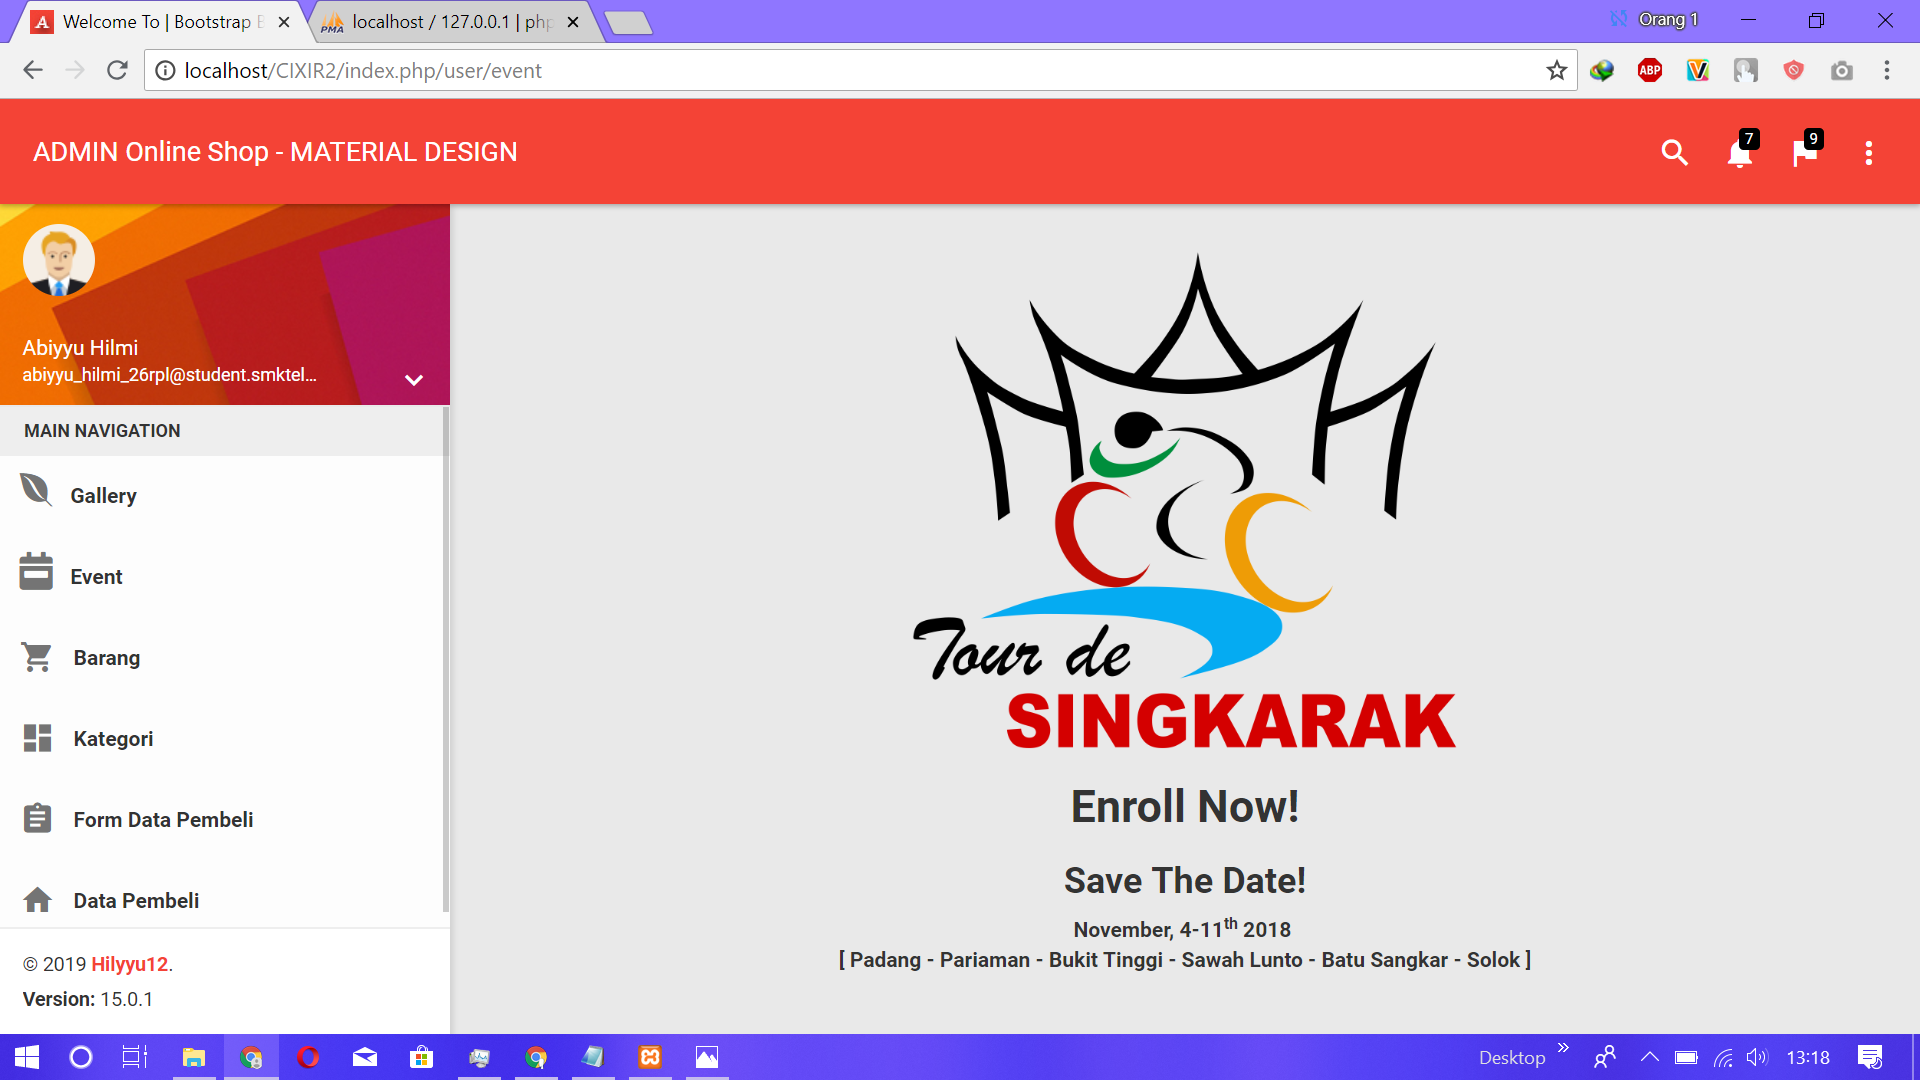 Welcome To | Bootstrap
localhost / 127.0.0.1 | php
Orang 1
localhost/CIXIR2/index.php/user/event
ABP
ADMIN Online Shop - MATERIAL DESIGN
7
9
Abiyyu Hilmi
abiyyu_hilmi_26rpl@student.smktel...
MAIN NAVIGATION
Gallery
Event
Barang
Kategori
Form Data Pembeli
Data Pembeli
© 2019 Hilyyu12.
Version: 15.0.1
Tour de
SINGKARAK
Enroll Now!
Save The Date!
November, 4-11th 2018
[ Padang - Pariaman - Bukit Tinggi - Sawah Lunto - Batu Sangkar - Solok ]
Desktop
13:18